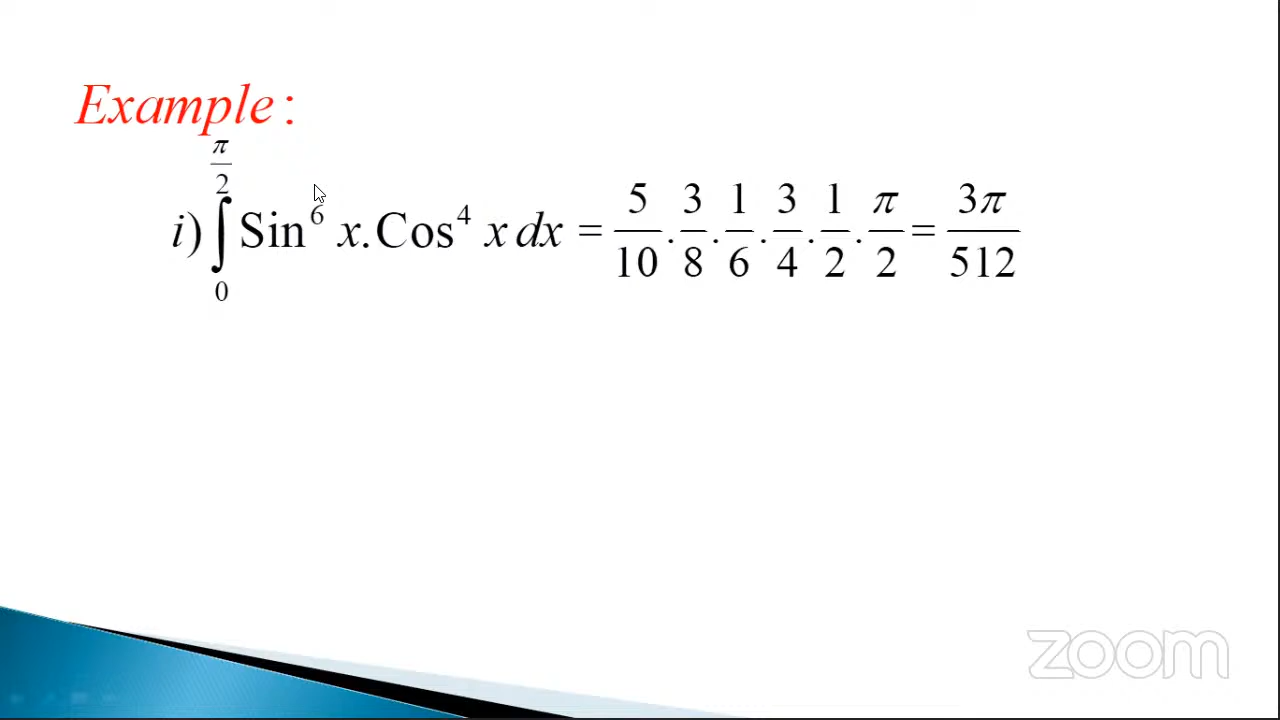 Example :
i) ∫₀^(π/2) Sin⁶ x.Cos⁴ x dx = 5/10 . 3/8 . 1/6 . 3/4 . 1/2 . π/2 = 3π/512
zoom